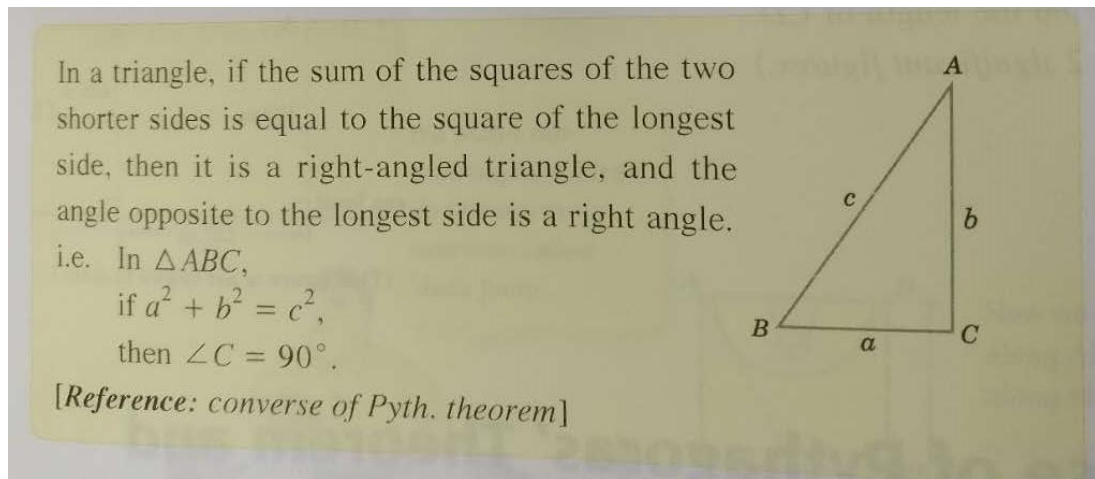 In a triangle, if the sum of the squares of the two
shorter sides is equal to the square of the longest
side, then it is a right-angled triangle, and the
angle opposite to the longest side is a right angle.
i.e. In △ABC,
if a² + b² = c²,
then ∠C = 90°.
[Reference: converse of Pyth. theorem]
A
c
b
B
a
C